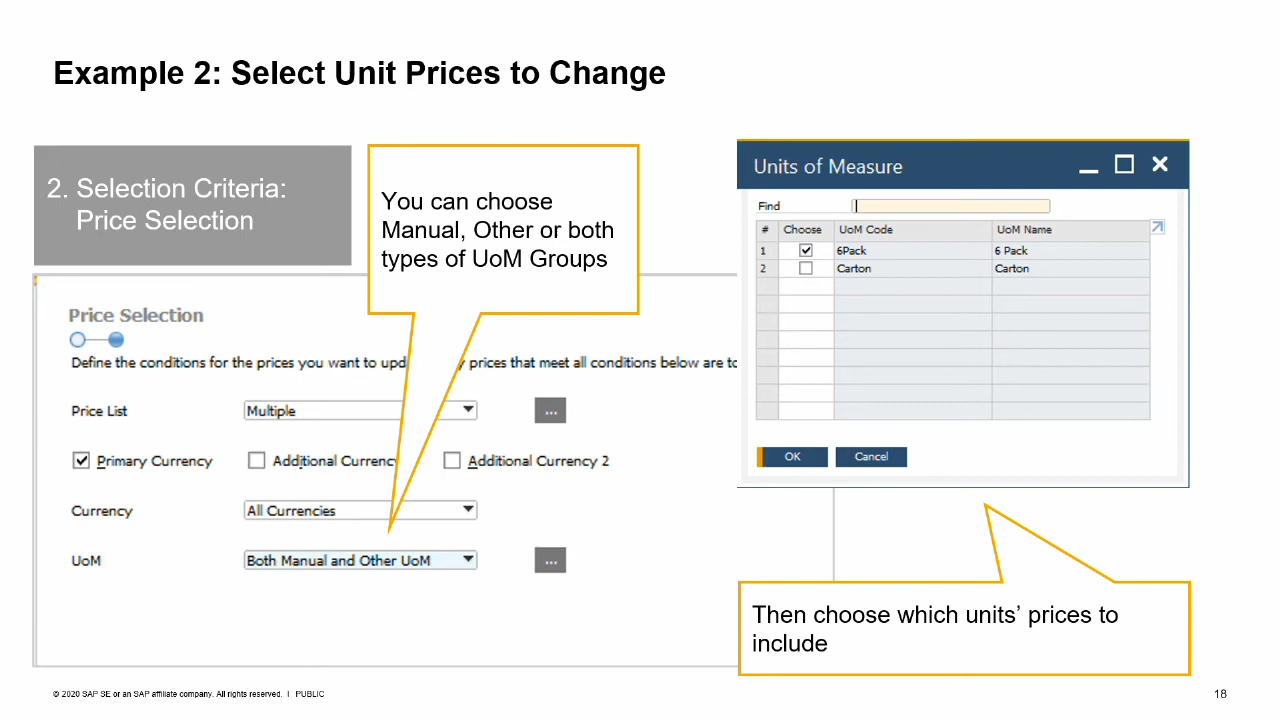 Example 2: Select Unit Prices to Change
2. Selection Criteria:
Price Selection
You can choose
Manual, Other or both
types of UoM Groups
Price Selection
Define the conditions for the prices you want to upd
prices that meet all conditions below are to
Price List
Multiple
...
Primary Currency
Additional Currency
Additional Currency 2
Currency
All Currencies
UoM
Both Manual and Other UoM
...
Units of Measure
Find
# Choose UoM Code UoM Name
1 6Pack 6 Pack
2 Carton Carton
OK
Cancel
Then choose which units’ prices to
include
© 2020 SAP SE or an SAP affiliate company. All rights reserved. I PUBLIC
18